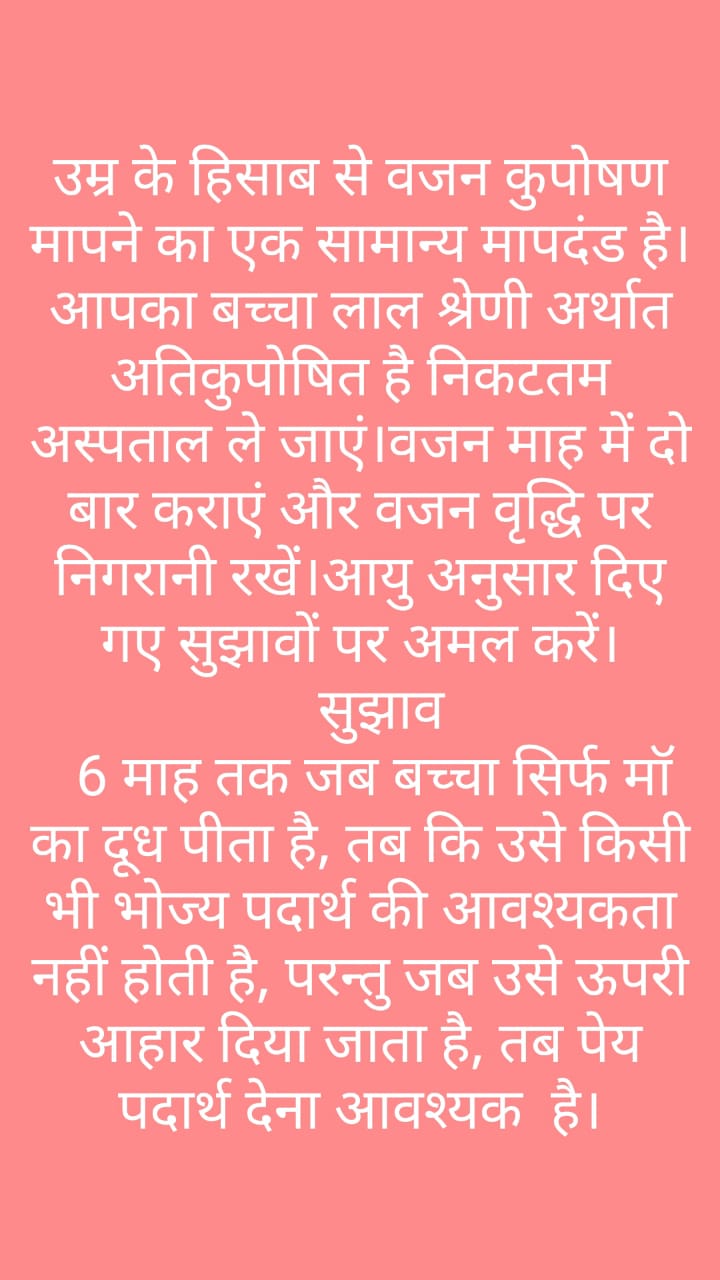 उम्र के हिसाब से वजन कुपोषण
मापने का एक सामान्य मापदंड है।
आपका बच्चा लाल श्रेणी अर्थात
अतिकुपोषित है निकटतम
अस्पताल ले जाएं।वजन माह में दो
बार कराएं और वजन वृद्धि पर
निगरानी रखें।आयु अनुसार दिए
गए सुझावों पर अमल करें।
सुझाव
6 माह तक जब बच्चा सिर्फ मॉ
का दूध पीता है, तब कि उसे किसी
भी भोज्य पदार्थ की आवश्यकता
नहीं होती है, परन्तु जब उसे ऊपरी
आहार दिया जाता है, तब पेय
पदार्थ देना आवश्यक  है।